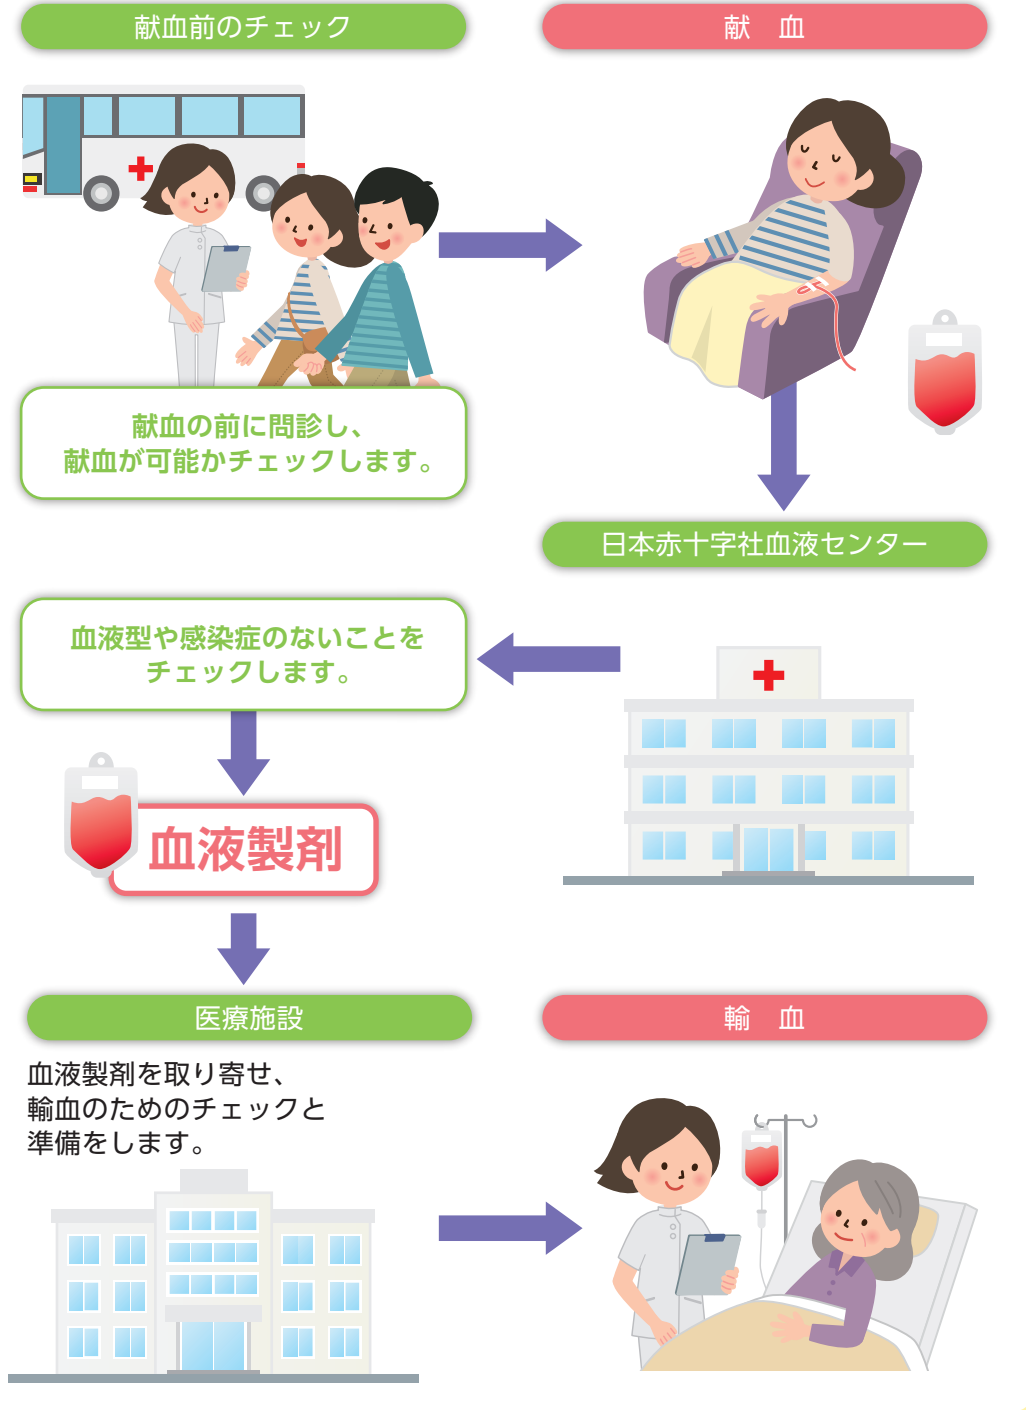 献血前のチェック
献　血
献血の前に問診し、
献血が可能かチェックします。
日本赤十字社血液センター
血液型や感染症のないことを
チェックします。
血液製剤
医療施設
血液製剤を取り寄せ、
輸血のためのチェックと
準備をします。
輸　血